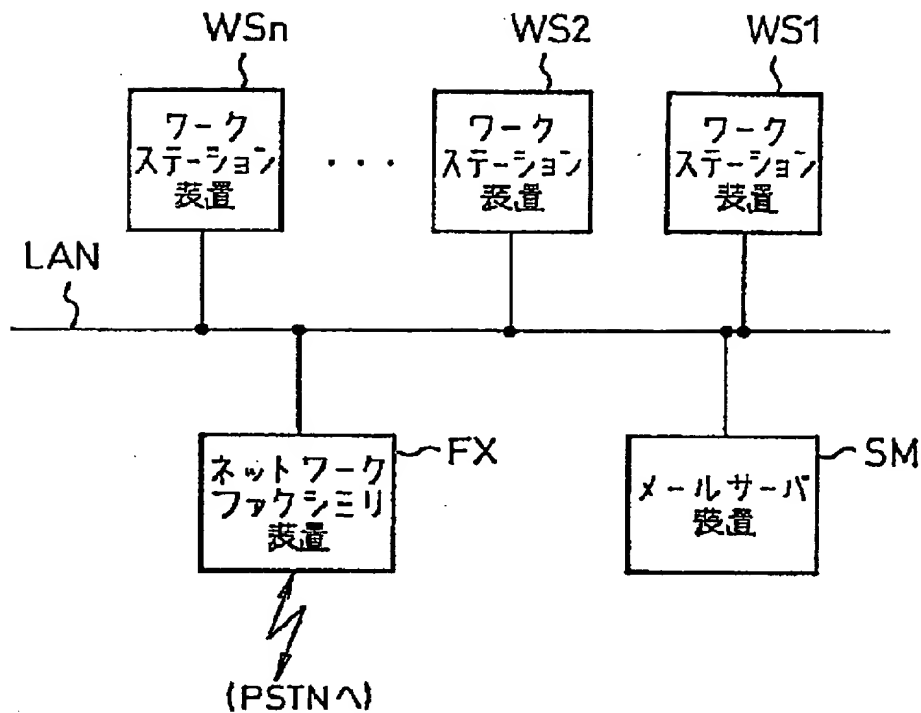 WSn
WS2
WS1
ワーク
ステーション
装置
・・・
ワーク
ステーション
装置
ワーク
ステーション
装置
LAN
ネットワーク
ファクシミリ
装置
FX
メールサーバ
装置
SM
(PSTNへ)